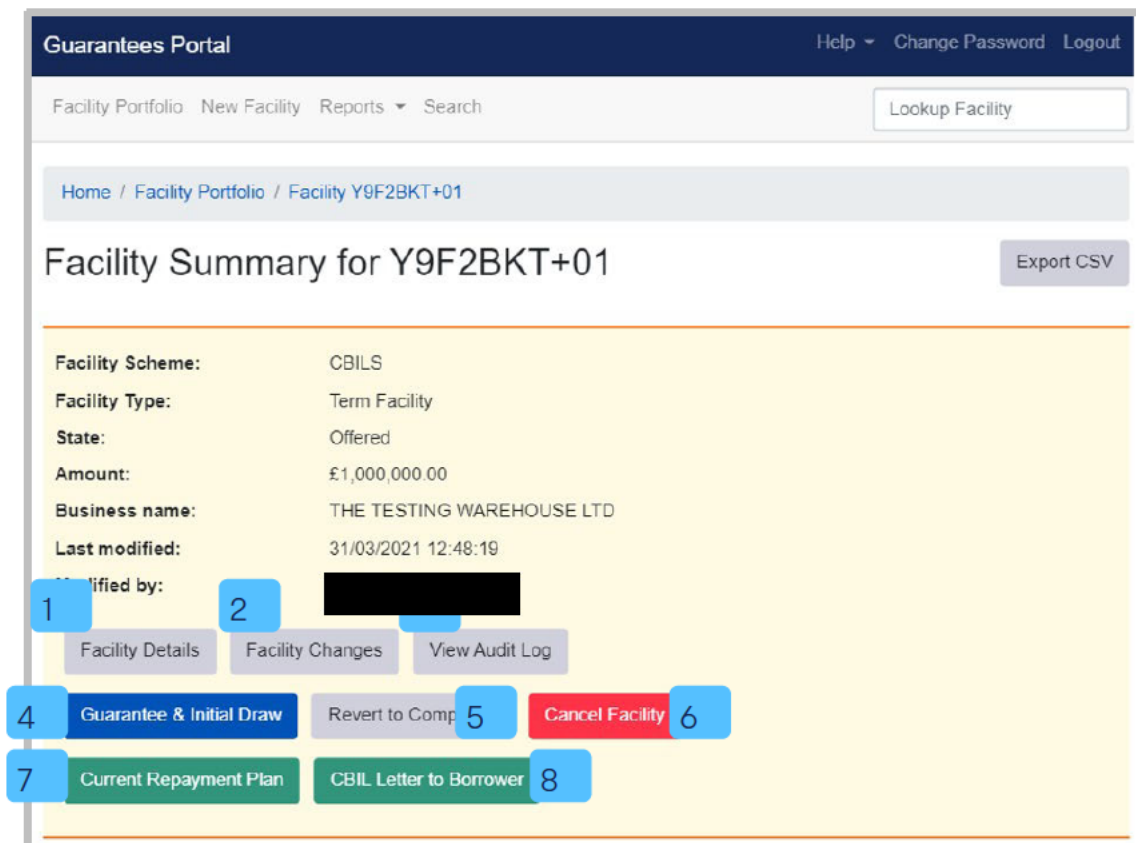 Guarantees Portal Help Change Password Logout
Facility Portfolio New Facility Reports Search Lookup Facility
Home / Facility Portfolio / Facility Y9F2BKT+01
Facility Summary for Y9F2BKT+01 Export CSV
Facility Scheme: CBILS
Facility Type: Term Facility
State: Offered
Amount: £1,000,000.00
Business name: THE TESTING WAREHOUSE LTD
Last modified: 31/03/2021 12:48:19
by:
1 2
Facility Details Facility Changes View Audit Log
4 Guarantee & Initial Draw Revert to 5 Cancel Facility 6
7 Current Repayment Plan CBIL Letter to Borrower 8